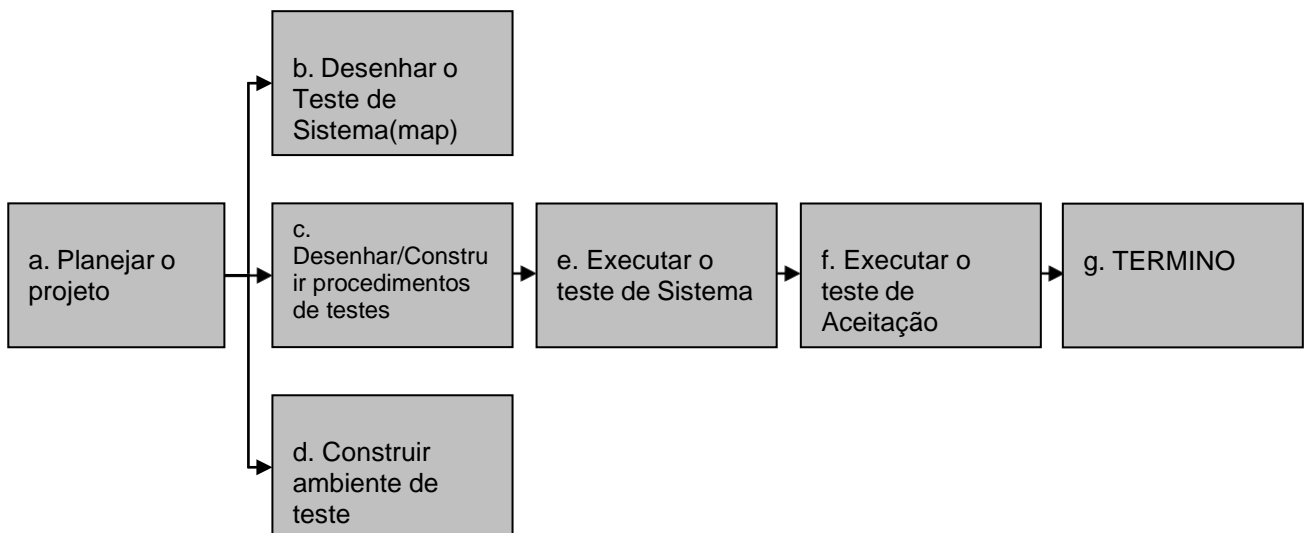 a. Planejar o
projeto
b. Desenhar o
Teste de
Sistema(map)
c.
Desenhar/Constru
ir procedimentos
de testes
d. Construir
ambiente de
teste
e. Executar o
teste de Sistema
f. Executar o
teste de
Aceitação
g. TERMINO